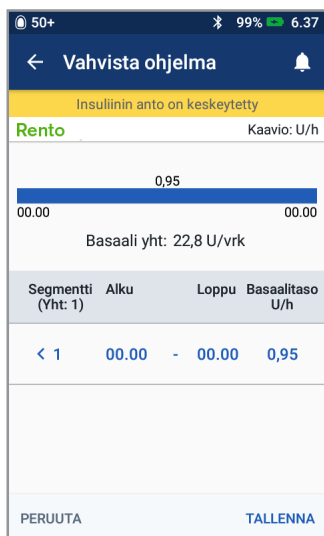 50+ 99% 6.37
Vahvista ohjelma
Insuliinin anto on keskeytetty
Rento Kaavio: U/h
0,95
00.00 00.00
Basaali yht: 22,8 U/vrk
Segmentti Alku Loppu Basaalitaso
(Yht: 1) U/h
< 1 00.00 - 00.00 0,95
PERUUTA TALLENNA